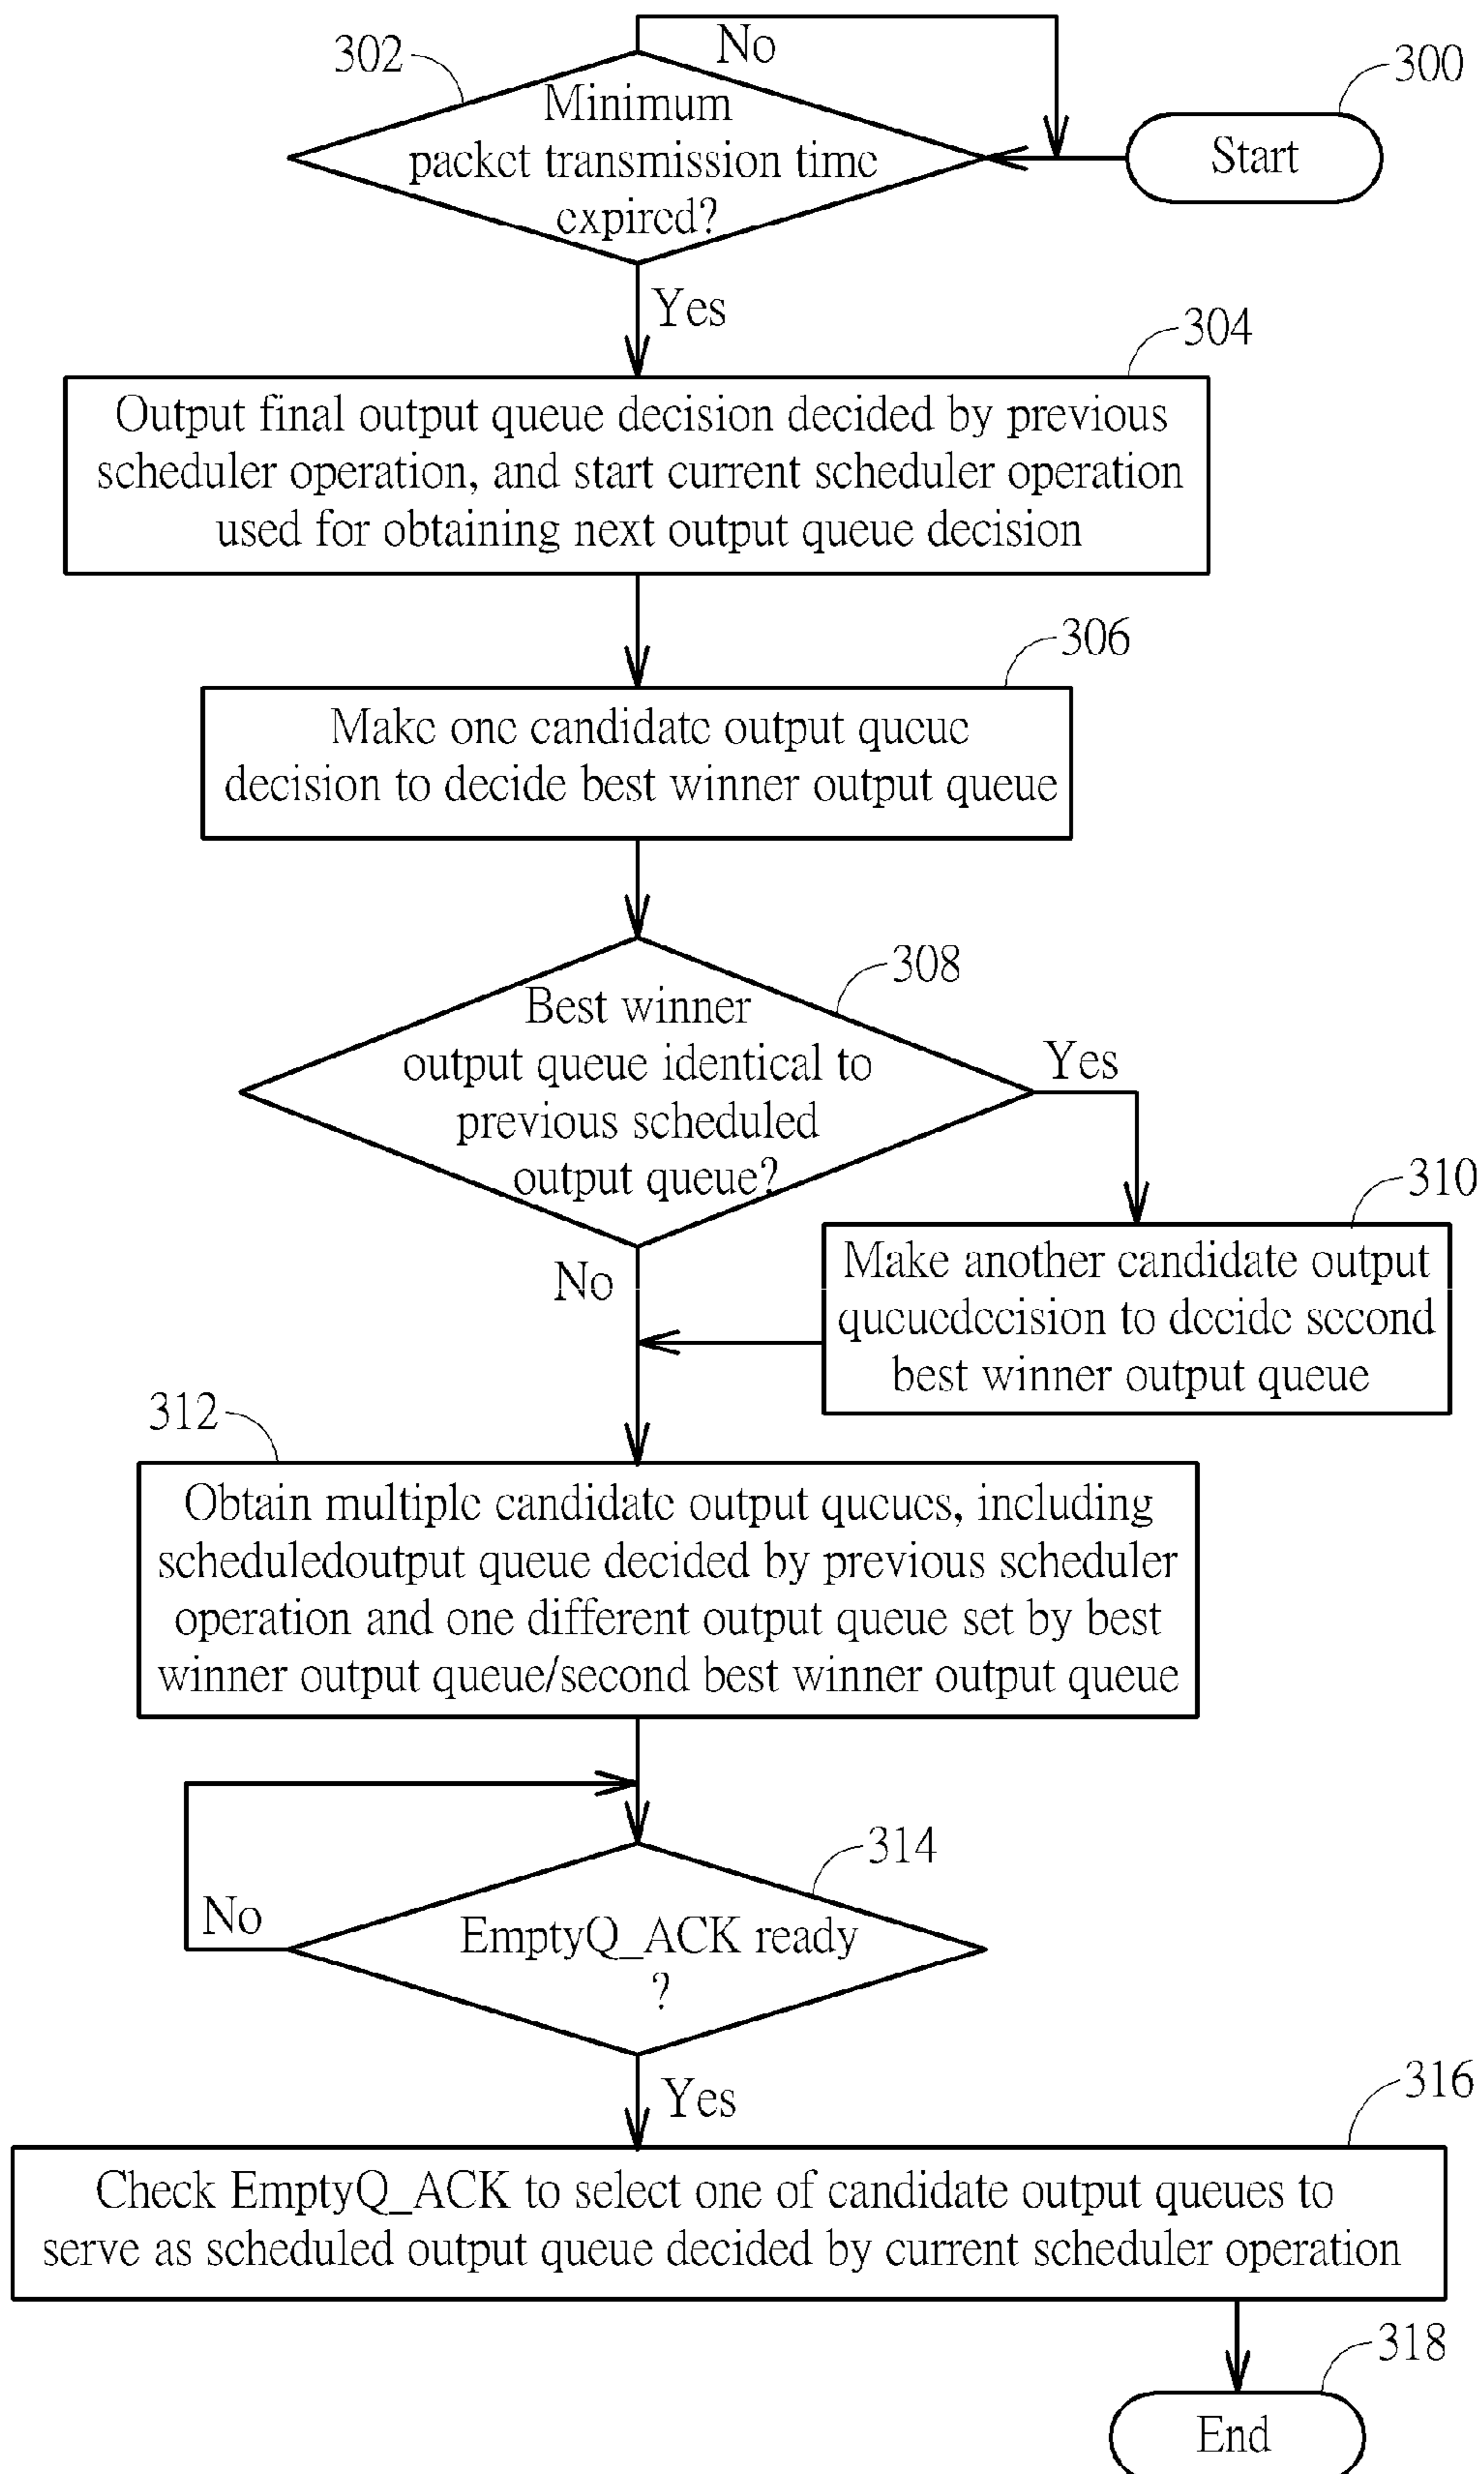 302
No
300
Minimum
packet transmission time
expired?
Start
Yes
304
Output final output queue decision decided by previous
scheduler operation, and start current scheduler operation
used for obtaining next output queue decision
306
Make one candidate output queue
decision to decide best winner output queue
308
Best winner
output queue identical to
previous scheduled
output queue?
Yes
310
No
Make another candidate output
queuedecision to decide second
best winner output queue
312
Obtain multiple candidate output queues, including
scheduledoutput queue decided by previous scheduler
operation and one different output queue set by best
winner output queue/second best winner output queue
314
No
EmptyQ_ACK ready
?
Yes
316
Check EmptyQ_ACK to select one of candidate output queues to
serve as scheduled output queue decided by current scheduler operation
318
End